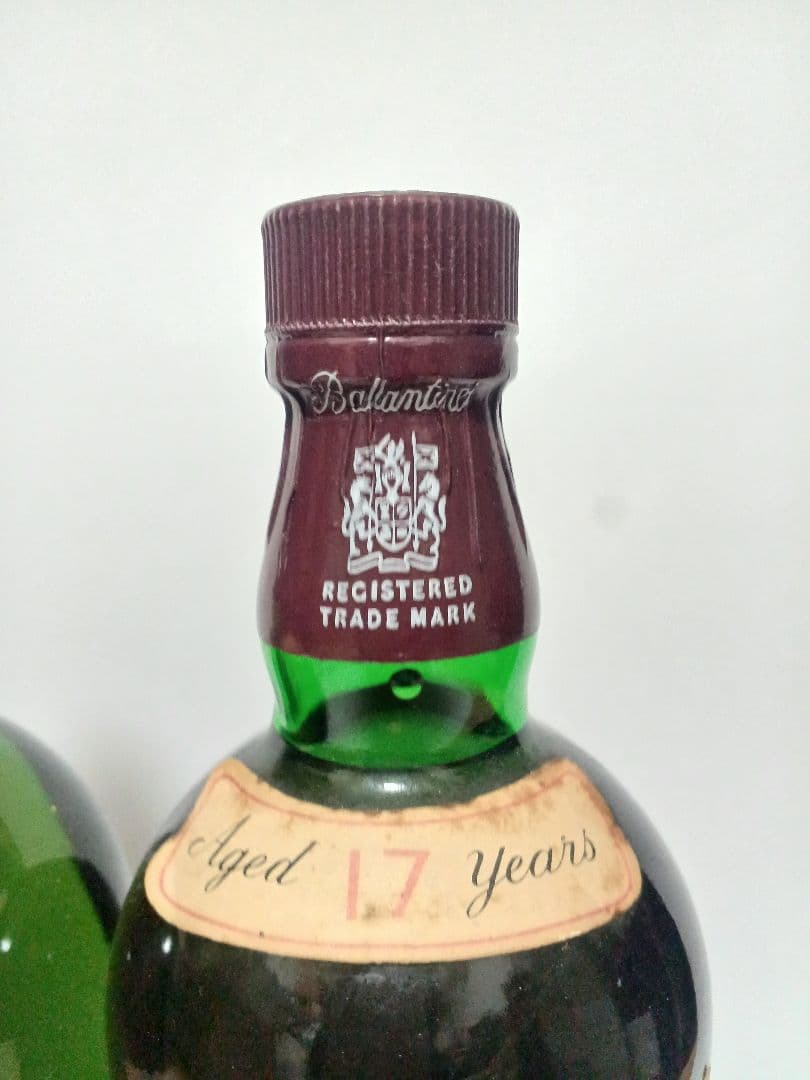 Ballantine's
REGISTERED
TRADE MARK
Aged 17 Years